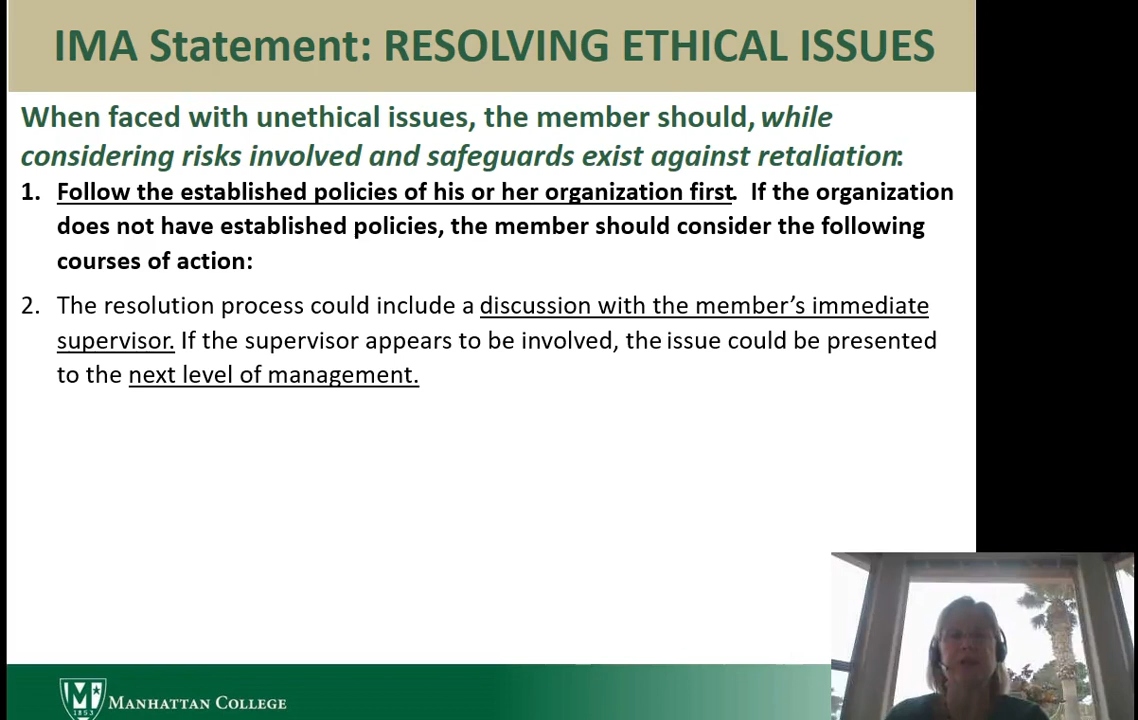 IMA Statement: RESOLVING ETHICAL ISSUES
When faced with unethical issues, the member should, while
considering risks involved and safeguards exist against retaliation:
1. Follow the established policies of his or her organization first. If the organization
does not have established policies, the member should consider the following
courses of action:
2. The resolution process could include a discussion with the member’s immediate
supervisor. If the supervisor appears to be involved, the issue could be presented
to the next level of management.
1853
MANHATTAN COLLEGE